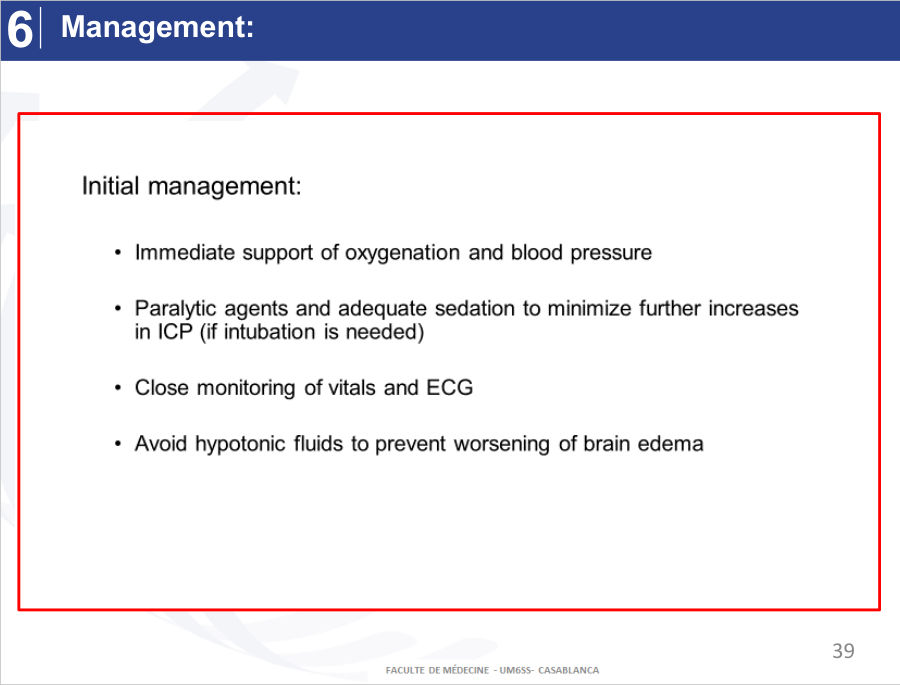 6 Management:
Initial management:
• Immediate support of oxygenation and blood pressure
• Paralytic agents and adequate sedation to minimize further increases
in ICP (if intubation is needed)
• Close monitoring of vitals and ECG
• Avoid hypotonic fluids to prevent worsening of brain edema
39
FACULTE DE MÉDECINE - UM6SS- CASABLANCA